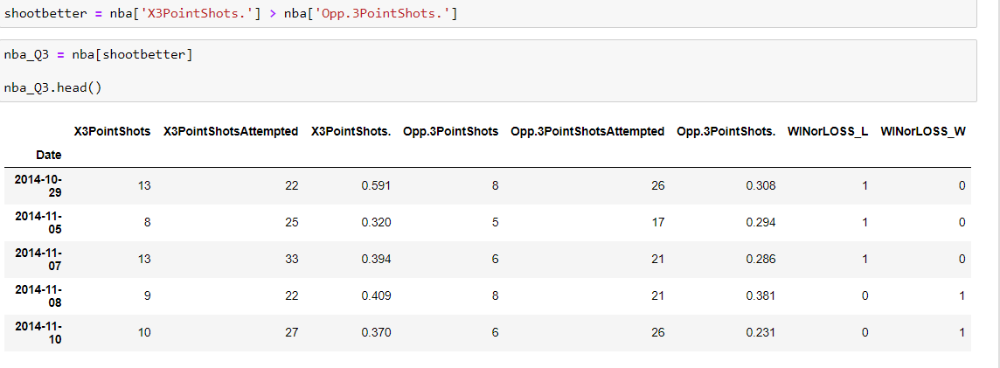 shootbetter = nba['X3PointShots.'] > nba['Opp.3PointShots.']
nba_Q3 = nba[shootbetter]
nba_Q3.head()
X3PointShots X3PointShotsAttempted X3PointShots. Opp.3PointShots Opp.3PointShotsAttempted Opp.3PointShots. WINorLOSS_L WINorLOSS_W
Date
2014-10-
29 13 22 0.591 8 26 0.308 1 0
2014-11-
05 8 25 0.320 5 17 0.294 1 0
2014-11-
07 13 33 0.394 6 21 0.286 1 0
2014-11-
08 9 22 0.409 8 21 0.381 0 1
2014-11-
10 10 27 0.370 6 26 0.231 0 1